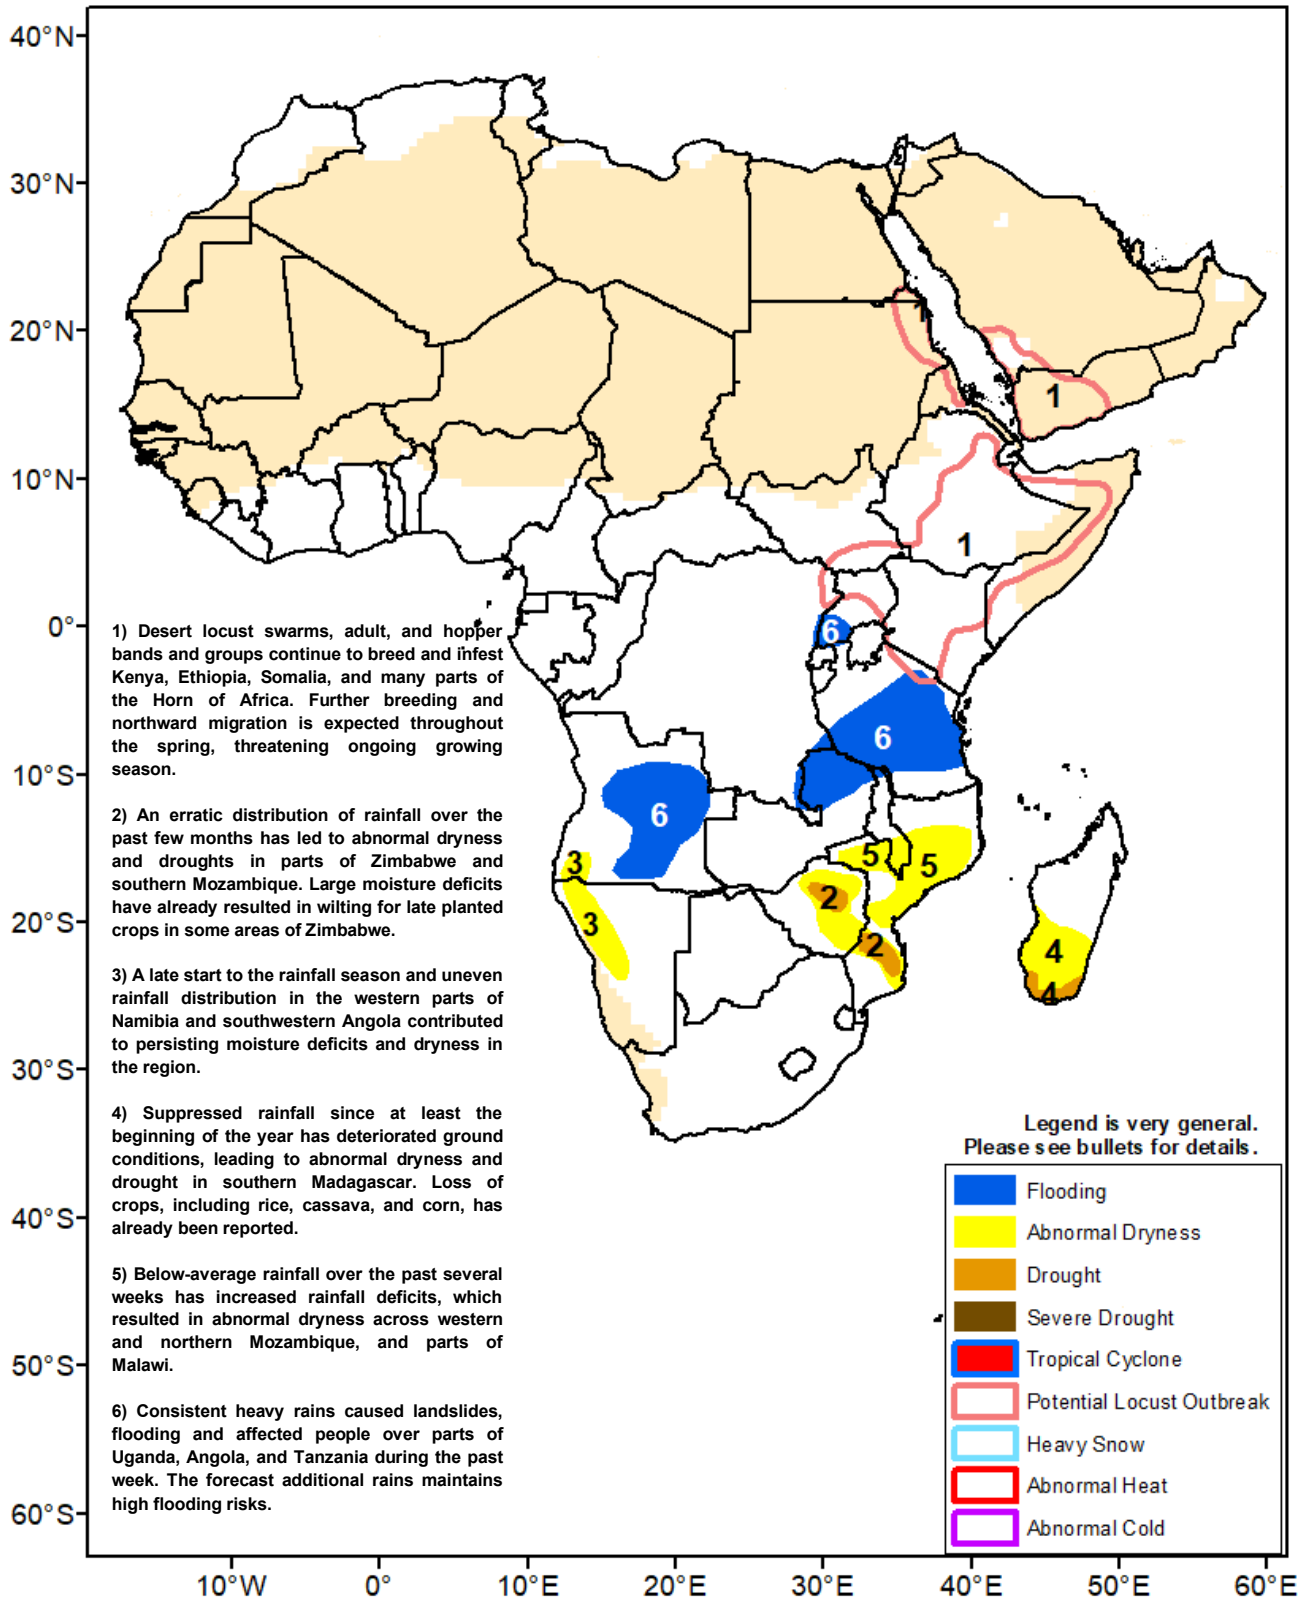 40°N
30°N
20°N
10°N
0°
10°S
20°S
30°S
40°S
50°S
60°S
1
1
1
6
6
6
5
5
3
3
2
2
4
4
1) Desert locust swarms, adult, and hopper
bands and groups continue to breed and infest
Kenya, Ethiopia, Somalia, and many parts of
the Horn of Africa. Further breeding and
northward migration is expected throughout
the spring, threatening ongoing growing
season.
2) An erratic distribution of rainfall over the
past few months has led to abnormal dryness
and droughts in parts of Zimbabwe and
southern Mozambique. Large moisture deficits
have already resulted in wilting for late planted
crops in some areas of Zimbabwe.
3) A late start to the rainfall season and uneven
rainfall distribution in the western parts of
Namibia and southwestern Angola contributed
to persisting moisture deficits and dryness in
the region.
4) Suppressed rainfall since at least the
beginning of the year has deteriorated ground
conditions, leading to abnormal dryness and
drought in southern Madagascar. Loss of
crops, including rice, cassava, and corn, has
already been reported.
5) Below-average rainfall over the past several
weeks has increased rainfall deficits, which
resulted in abnormal dryness across western
and northern Mozambique, and parts of
Malawi.
6) Consistent heavy rains caused landslides,
flooding and affected people over parts of
Uganda, Angola, and Tanzania during the past
week. The forecast additional rains maintains
high flooding risks.
Legend is very general.
Please see bullets for details.
Flooding
Abnormal Dryness
Drought
Severe Drought
Tropical Cyclone
Potential Locust Outbreak
Heavy Snow
Abnormal Heat
Abnormal Cold
10°W
0°
10°E
20°E
30°E
40°E
50°E
60°E